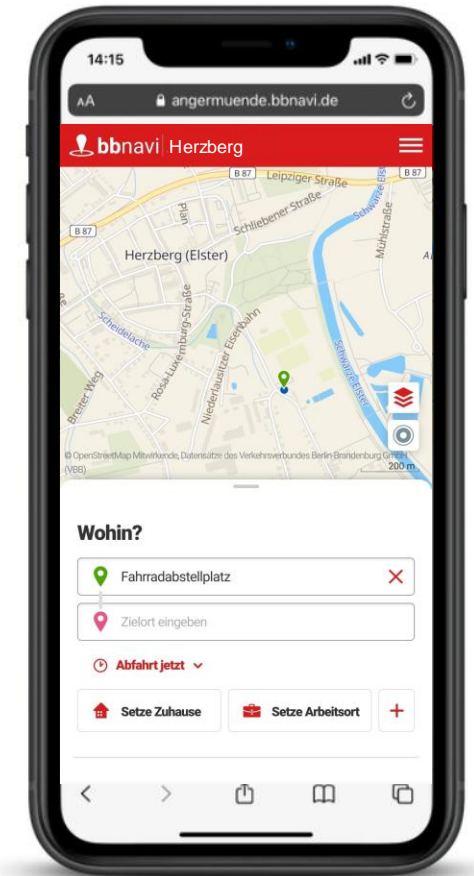 14:15
AA angermuende.bbnavi.de
bbnavi Herzberg
B 87 Leipziger Straße B 87
Schliebener Straße
Schwarze Elster
Plan
Mühlstraße
B 87
Herzberg (Elster)
Scheidelache
Rosa-Luxemburg-Straße
Niederlausitzer Eisenbahn
Schwarze Elster
Brener Weg
© OpenStreetMap Mitwirkende, Datensätze des Verkehrsverbundes Berlin-Brandenburg GmbH
(VBB)
200 m
Wohin?
Fahrradabstellplatz
Zielort eingeben
Abfahrt jetzt
Setze Zuhause
Setze Arbeitsort